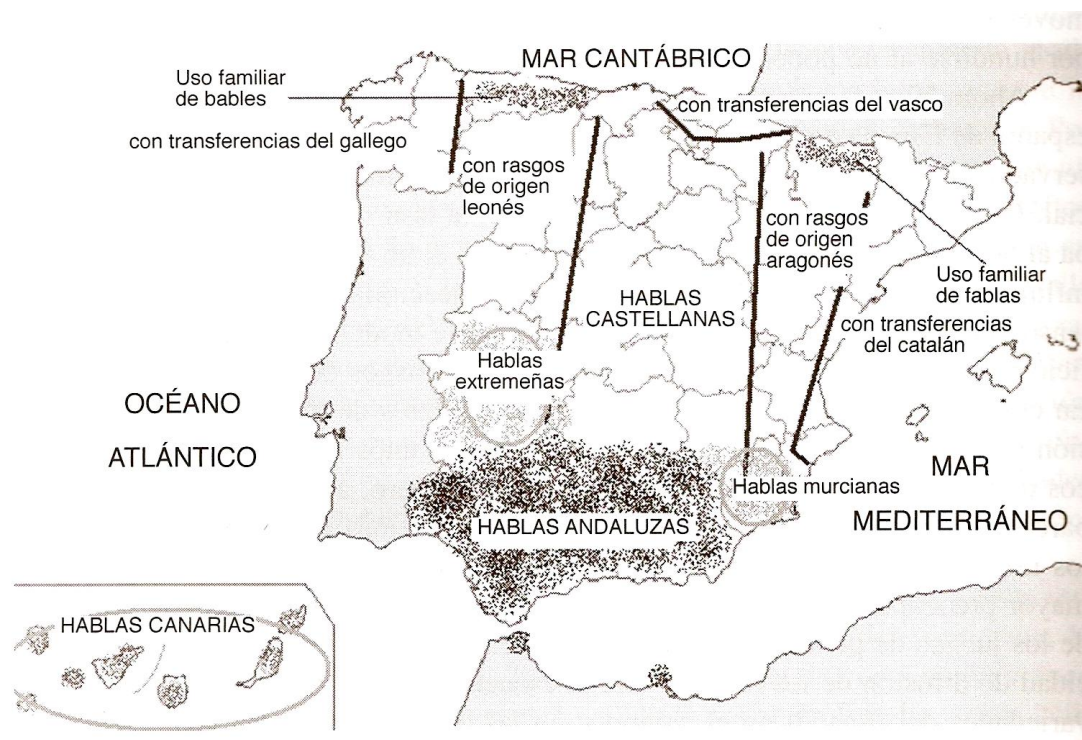 MAR CANTÁBRICO
Uso familiar
de bables
con transferencias del vasco
con transferencias del gallego
con rasgos
de origen
leonés
con rasgos
de origen
aragonés
Uso familiar
de fablas
HABLAS
CASTELLANAS
con transferencias
del catalán
Hablas
extremeñas
OCÉANO
ATLÁNTICO
MAR
MEDITERRÁNEO
Hablas murcianas
HABLAS ANDALUZAS
HABLAS CANARIAS